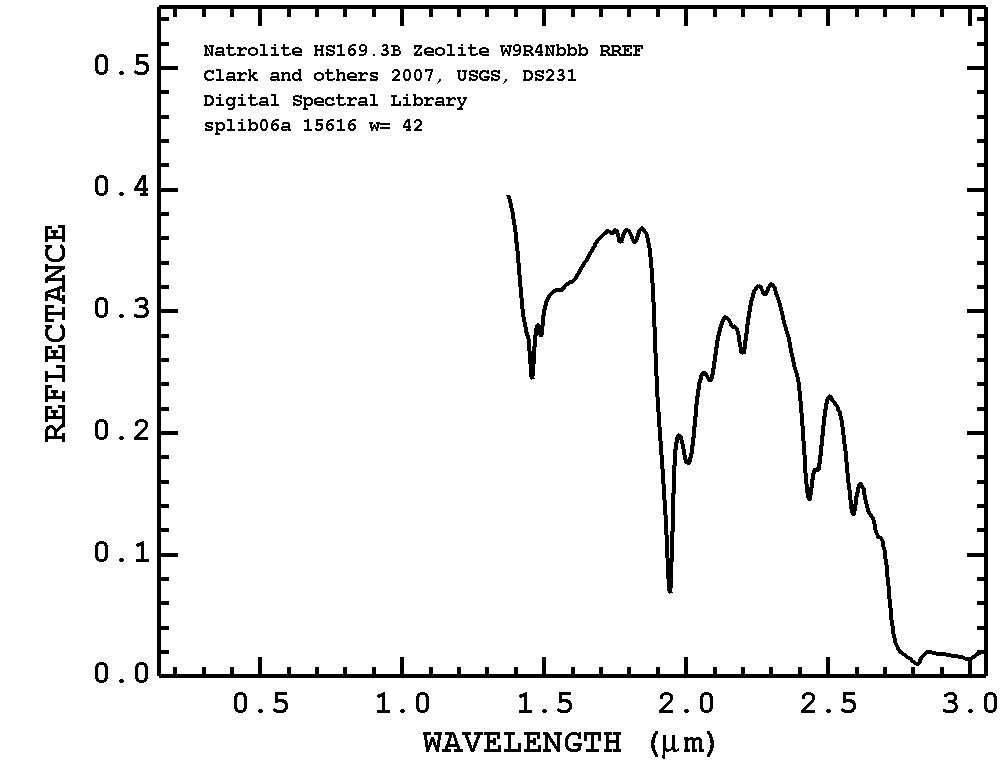 Natrolite HS169.3B Zeolite W9R4Nbbb RREF
Clark and others 2007, USGS, DS231
Digital Spectral Library
splib06a 15616 w= 42
REFLECTANCE
0.5
0.4
0.3
0.2
0.1
0.0
0.5 1.0 1.5 2.0 2.5 3.0
WAVELENGTH (μm)